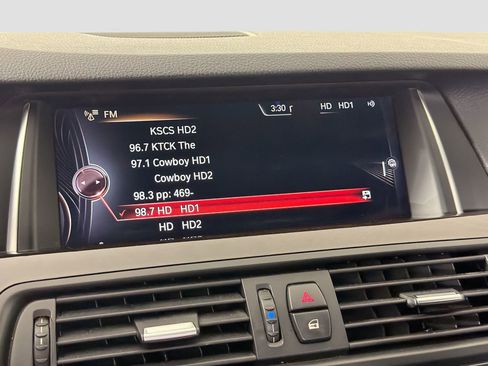 FM 3:30 r HD HD1
KSCS HD2
96.7 KTCK The
97.1 Cowboy HD1
Cowboy HD2
98.3 pp: 469-
98.7 HD HD1
HD HD2